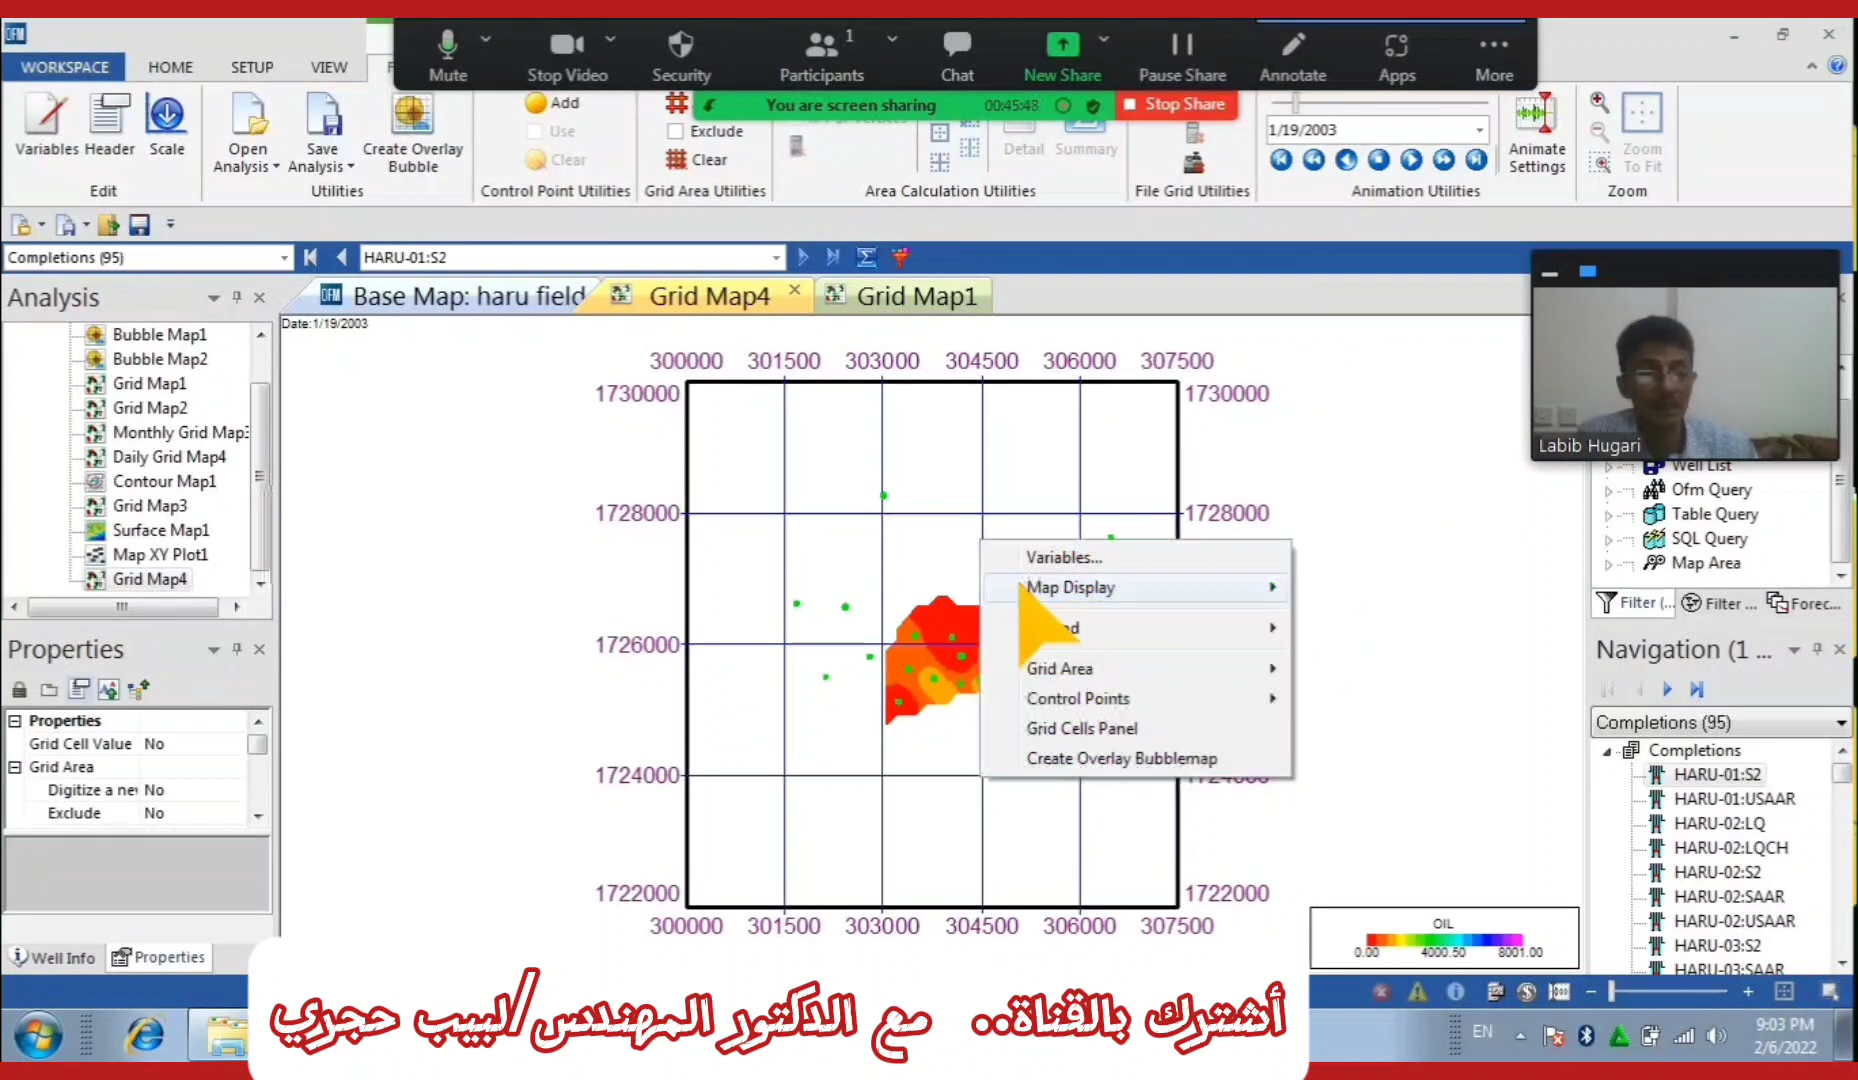 OFM
WORKSPACE HOME SETUP VIEW
Mute Stop Video Security Participants 1 Chat New Share Pause Share Annotate Apps More
You are screen sharing 00:45:48 Stop Share
Variables Header Scale Open Analysis Save Analysis Create Overlay Bubble
Edit Utilities
Add
Use
Clear
Control Point Utilities
Exclude
Clear
Grid Area Utilities
Detail Summary
Area Calculation Utilities
File Grid Utilities
1/19/2003
Animation Utilities
Animate Settings
Zoom To Fit
Zoom
Completions (95) HARU-01:S2
Analysis
Base Map: haru field Grid Map4 Grid Map1
Bubble Map1
Bubble Map2
Grid Map1
Grid Map2
Monthly Grid Map
Daily Grid Map4
Contour Map1
Grid Map3
Surface Map1
Map XY Plot1
Grid Map4
Properties
Properties
Grid Cell Value No
Grid Area
Digitize a nev No
Exclude No
Well Info Properties
Date:1/19/2003
300000 301500 303000 304500 306000 307500
1730000 1730000
1728000 1728000
1726000
1724000 1724000
1722000 1722000
300000 301500 303000 304500 306000 307500
Variables...
Map Display
Grid Area
Control Points
Grid Cells Panel
Create Overlay Bubblemap
OIL
0.00 4000.50 8001.00
Labib Hugari
Well List
Ofm Query
Table Query
SQL Query
Map Area
Filter (... Filter ... Forec...
Navigation (1 ...
Completions (95)
Completions
HARU-01:S2
HARU-01:USAAR
HARU-02:LQ
HARU-02:LQCH
HARU-02:S2
HARU-02:SAAR
HARU-02:USAAR
HARU-03:S2
HARU-03:SAAR
EN 9:03 PM
2/6/2022
أشترك بالقناة.. مع الدكتور المهندس/لبيب حجري